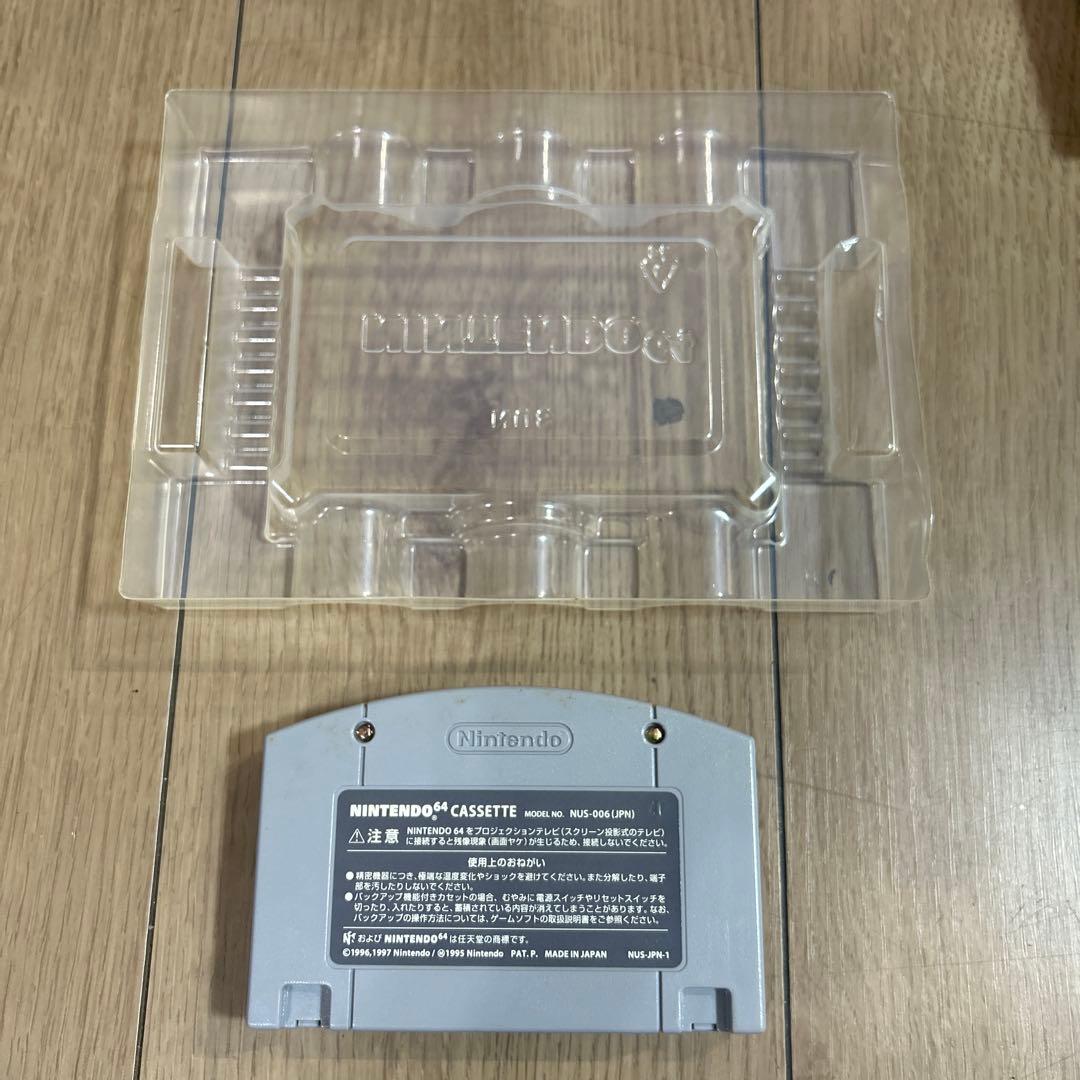 NINTENDO64
NUS
Nintendo
NINTENDO64 CASSETTE MODEL NO. NUS-006(JPN)
注意 NINTENDO 64 をプロジェクションテレビ(スクリーン投影式のテレビ)
に接続すると残像現象(画面ヤケ)が生じるため、接続しないでください。
使用上のおねがい
●精密機器につき、極端な温度変化やショックを避けてください。また分解したり、端子
部を汚したりしないでください。
●バックアップ機能付きカセットの場合、むやみに電源スイッチやリセットスイッチを
切ったり、入れたりすると、蓄積されている内容が消えてしまうことがあります。なお、
バックアップの操作方法については、ゲームソフトの取扱説明書をご参照ください。
および NINTENDO64 は任天堂の商標です。
©1996,1997 Nintendo/Ⓜ1995 Nintendo PAT. P. MADE IN JAPAN NUS-JPN-1